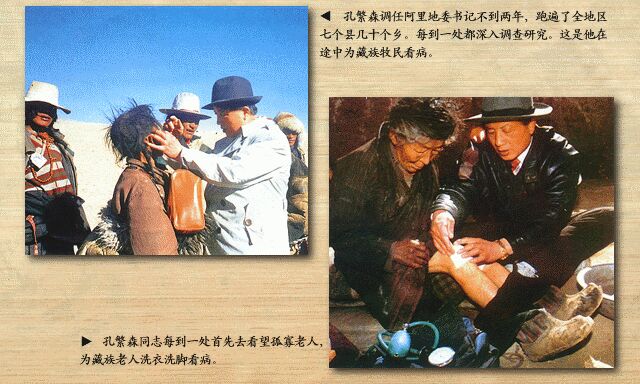 ◀ 孔繁森调任阿里地委书记不到两年，跑遍了全地区
七个县几十个乡。每到一处都深入调查研究。这是他在
途中为藏族牧民看病。
▶ 孔繁森同志每到一处首先去看望孤寡老人，
为藏族老人洗衣洗脚看病。